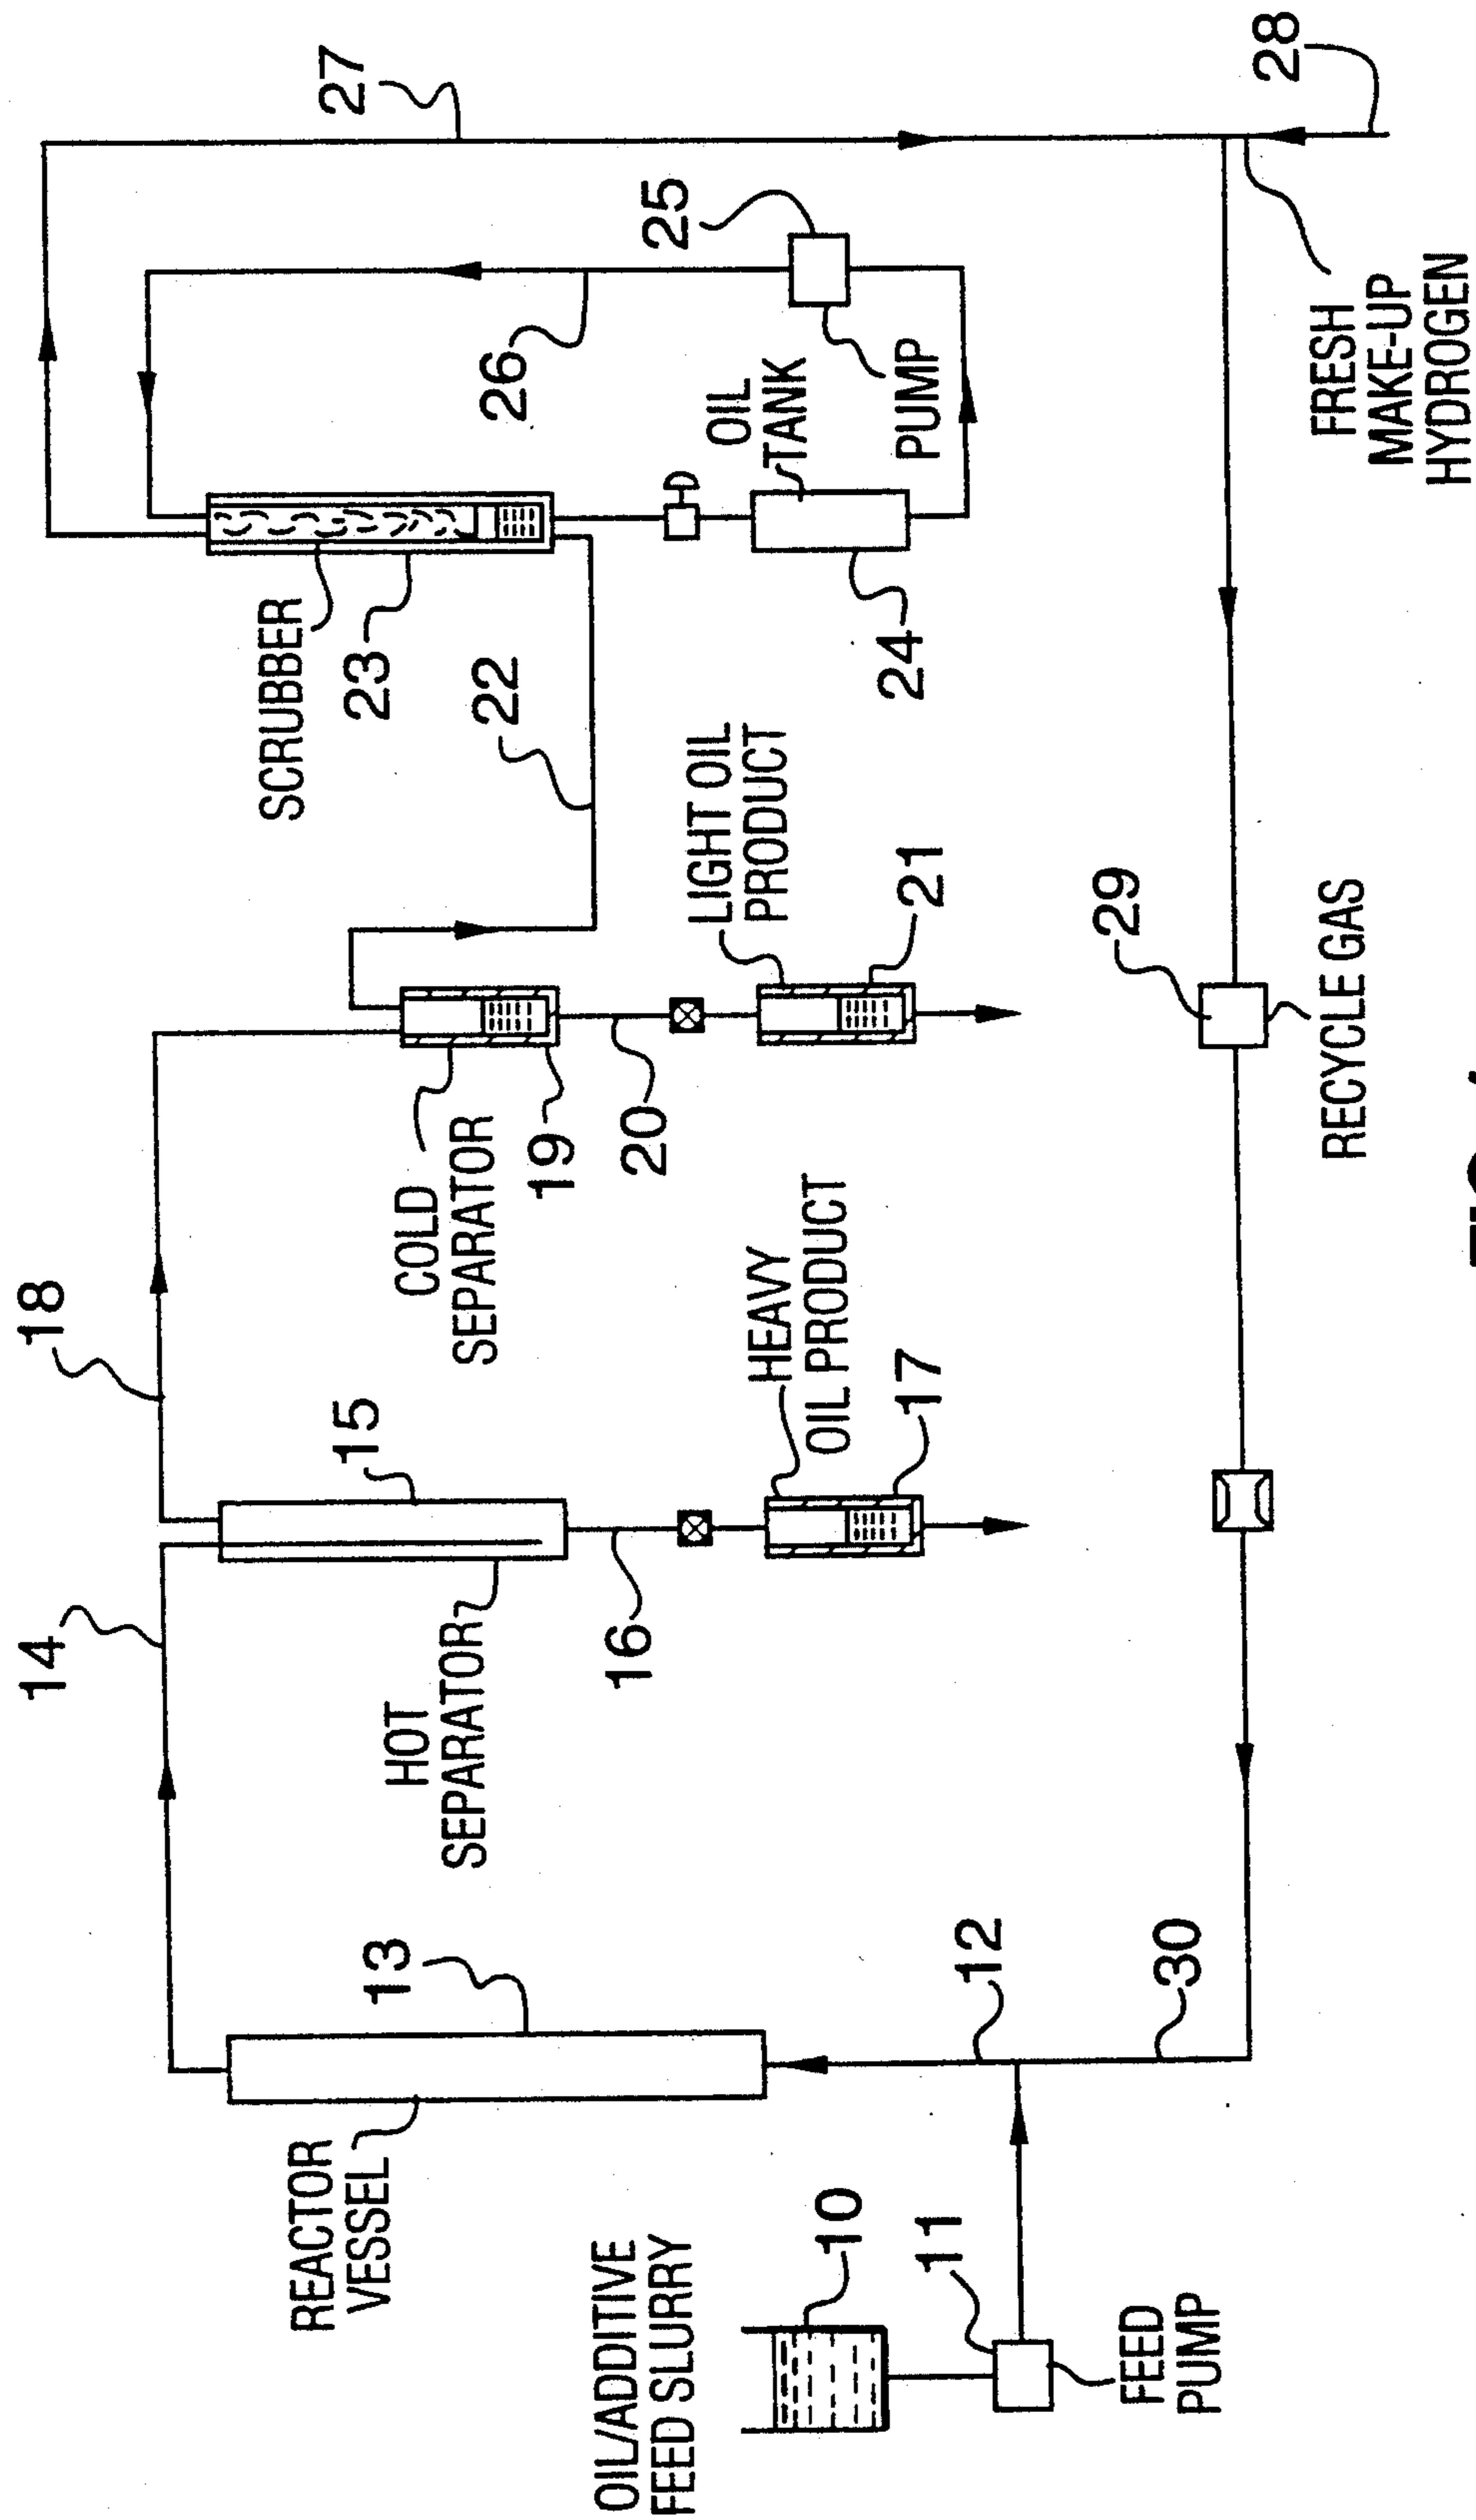 14
18
27
REACTOR
VESSEL
13
HOT
SEPARATOR
15
COLD
SEPARATOR
19
SCRUBBER
23
22
26
25
OIL/ADDITIVE
FEED SLURRY
10
11
FEED
PUMP
12
30
16
HEAVY
OIL PRODUCT
17
20
LIGHT OIL
PRODUCT
21
OIL
TANK
24
PUMP
29
RECYCLE GAS
28
FRESH
MAKE-UP
HYDROGEN